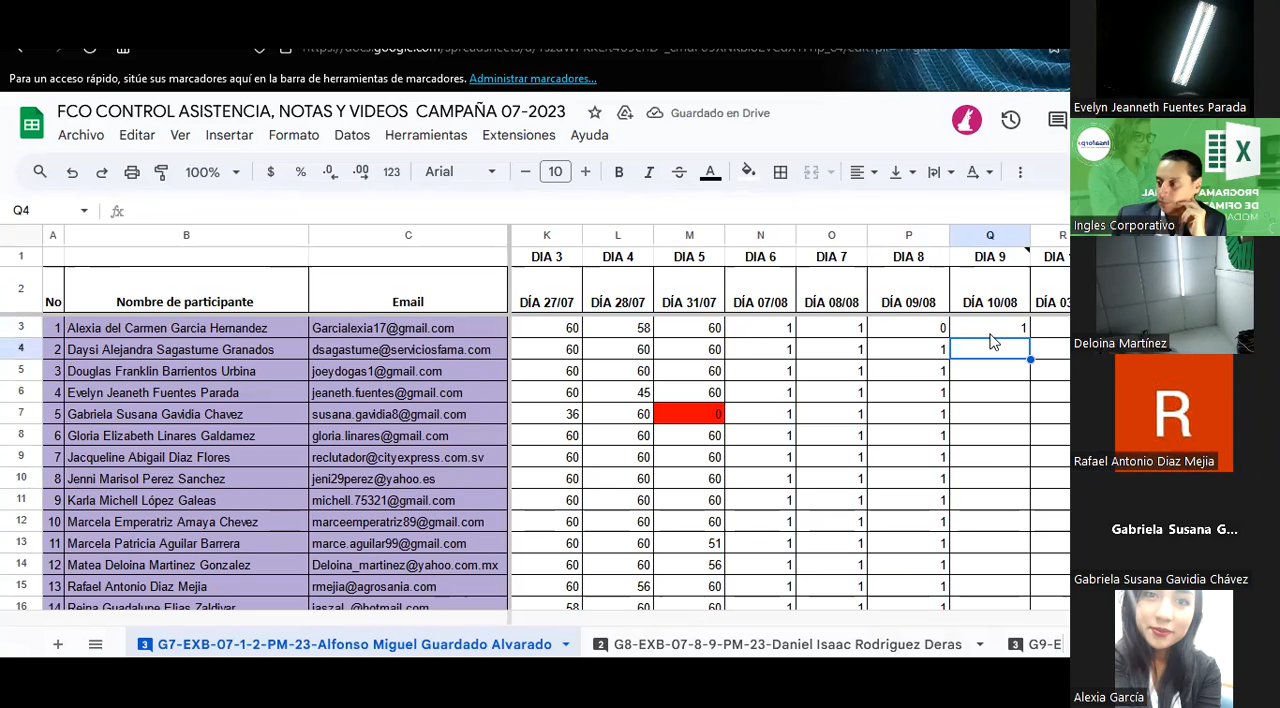 Para un acceso rápido, sitúe sus marcadores aquí en la barra de herramientas de marcadores. Administrar marcadores...
FCO CONTROL ASISTENCIA, NOTAS Y VIDEOS CAMPAÑA 07-2023
Guardado en Drive
Archivo Editar Ver Insertar Formato Datos Herramientas Extensiones Ayuda
100% $ % .0 .00 123 Arial 10 B I A
Q4
A B C K L M N O P Q R
1 DIA 3 DIA 4 DIA 5 DIA 6 DIA 7 DIA 8 DIA 9
2 No Nombre de participante Email DÍA 27/07 DÍA 28/07 DÍA 31/07 DÍA 07/08 DÍA 08/08 DÍA 09/08 DÍA 10/08
3 1 Alexia del Carmen Garcia Hernandez Garcialexia17@gmail.com 60 58 60 1 1 0 1
4 2 Daysi Alejandra Sagastume Granados dsagastume@serviciosfama.com 60 60 60 1 1 1
5 3 Douglas Franklin Barrientos Urbina joeydogas1@gmail.com 60 60 60 1 1 1
6 4 Evelyn Jeaneth Fuentes Parada jeaneth.fuentes@gmail.com 60 45 60 1 1 1
7 5 Gabriela Susana Gavidia Chavez susana.gavidia8@gmail.com 36 60 0 1 1 1
8 6 Gloria Elizabeth Linares Galdamez gloria.linares@gmail.com 60 60 60 1 1 1
9 7 Jacqueline Abigail Diaz Flores reclutador@cityexpress.com.sv 60 60 60 1 1 1
10 8 Jenni Marisol Perez Sanchez jeni29perez@yahoo.es 60 60 60 1 1 1
11 9 Karla Michell López Galeas michell.75321@gmail.com 60 60 60 1 1 1
12 10 Marcela Emperatriz Amaya Chevez marceemperatriz89@gmail.com 60 60 60 1 1 1
13 11 Marcela Patricia Aguilar Barrera marce.aguilar99@gmail.com 60 60 51 1 1 1
14 12 Matea Deloina Martinez Gonzalez Deloina_martinez@yahoo.com.mx 60 60 56 1 1 1
15 13 Rafael Antonio Diaz Mejia rmejia@agrosania.com 60 56 60 1 1 1
16 14 Reina Guadalupe Elias Zaldivar 58 60 60 1 1 1
3 G7-EXB-07-1-2-PM-23-Alfonso Miguel Guardado Alvarado 2 G8-EXB-07-8-9-PM-23-Daniel Isaac Rodriguez Deras 3 G9-E
Evelyn Jeanneth Fuentes Parada
X
Ingles Corporativo
Deloina Martínez
R
Rafael Antonio Diaz Mejia
Gabriela Susana G...
Gabriela Susana Gavidia Chávez
Alexia García